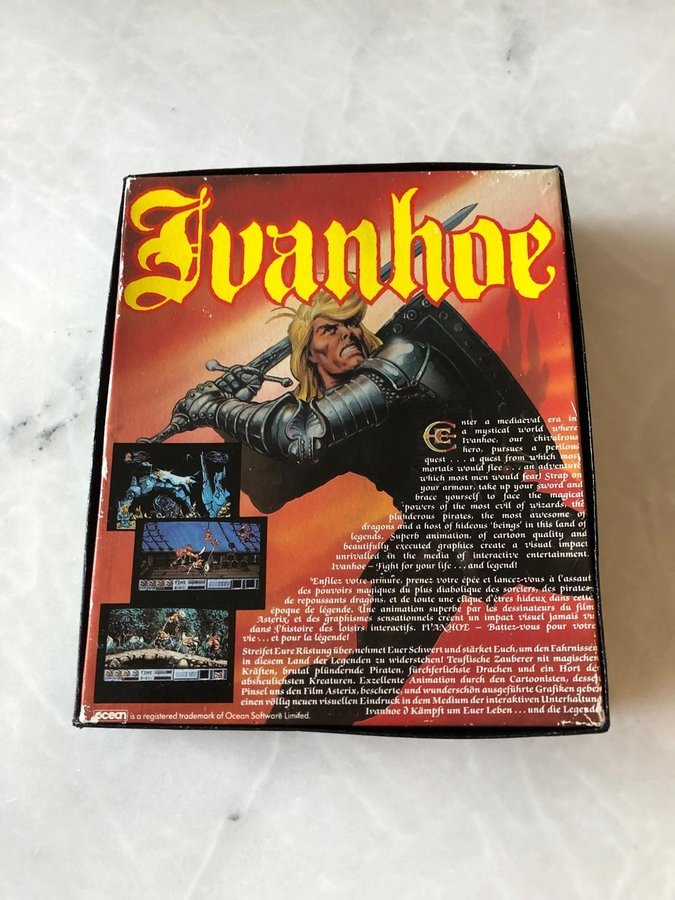 Ivanhoe
Enter a mediaeval era in
a mystical world where
Ivanhoe, our chivalrous
hero, pursues a perilous
quest . . . a quest from which most
mortals would flee . . . an adventure
which most men would fear! Strap on
your armour, take up your sword and
brace yourself to face the magical
powers of the most evil of wizards, the
plunderous pirates, the most awesome of
dragons and a host of hideous 'beings' in this land of
legends. Superb animation, of cartoon quality and
beautifully executed graphics create a visual impact
unrivalled in the media of interactive entertainment.
Ivanhoe – Fight for your life . . . and legend!
'Enfilez votre armure, prenez votre épée et lancez-vous à l'assaut
des pouvoirs magiques du plus diabolique des sorciers, des pirates
de repoussants dragons, et de toute une clique d'êtres hideux dans cette
époque de légende. Un animation superbe par les dessinateurs du film
Asterix, et des graphismes sensationnels créent un impact visuel jamais vu
dans l'histoire des loisirs interactifs. IVANHOE – Battez-vous pour votre
vie . . . et pour la légende!
Streifet Eure Rüstung über, nehmet Euer Schwert und stärket Euch, um den Fahrnissen
in diesem Land der Legenden zu widerstehen! Teuflische Zauberer nit magischen
Kräften, brutal plündernde Piraten, fürchferlichste Drachen und ein Hort der
absheulichsten Kreaturen. Exzellente Animation durch den Cartoonisten, dessen
Pinsel uns den Film Asterix, bescherte, und wunderschön ausgeführte Grafiken geben
einen völlig neuen visuellen Eindruck in dem Medium der interaktiven Unterhaltung
Ivanhoe ∂ Kämpft um Euer Leben . . . und die Legende
ocean is a registered trademark of Ocean Software Limited.